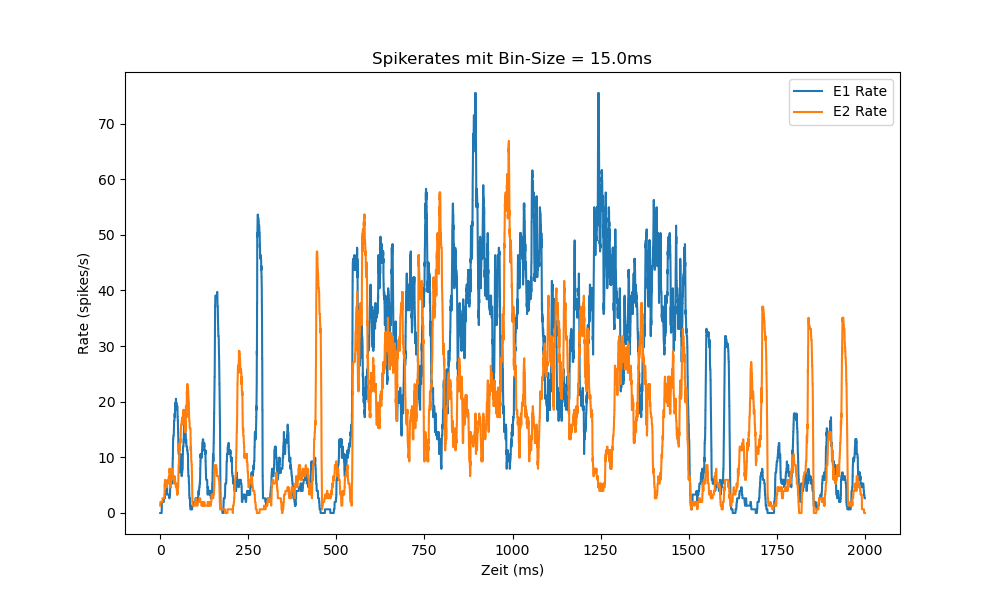 Spikerates mit Bin-Size = 15.0ms
E1 Rate
E2 Rate
70
60
50
40
30
20
10
0
Rate (spikes/s)
0 250 500 750 1000 1250 1500 1750 2000
Zeit (ms)